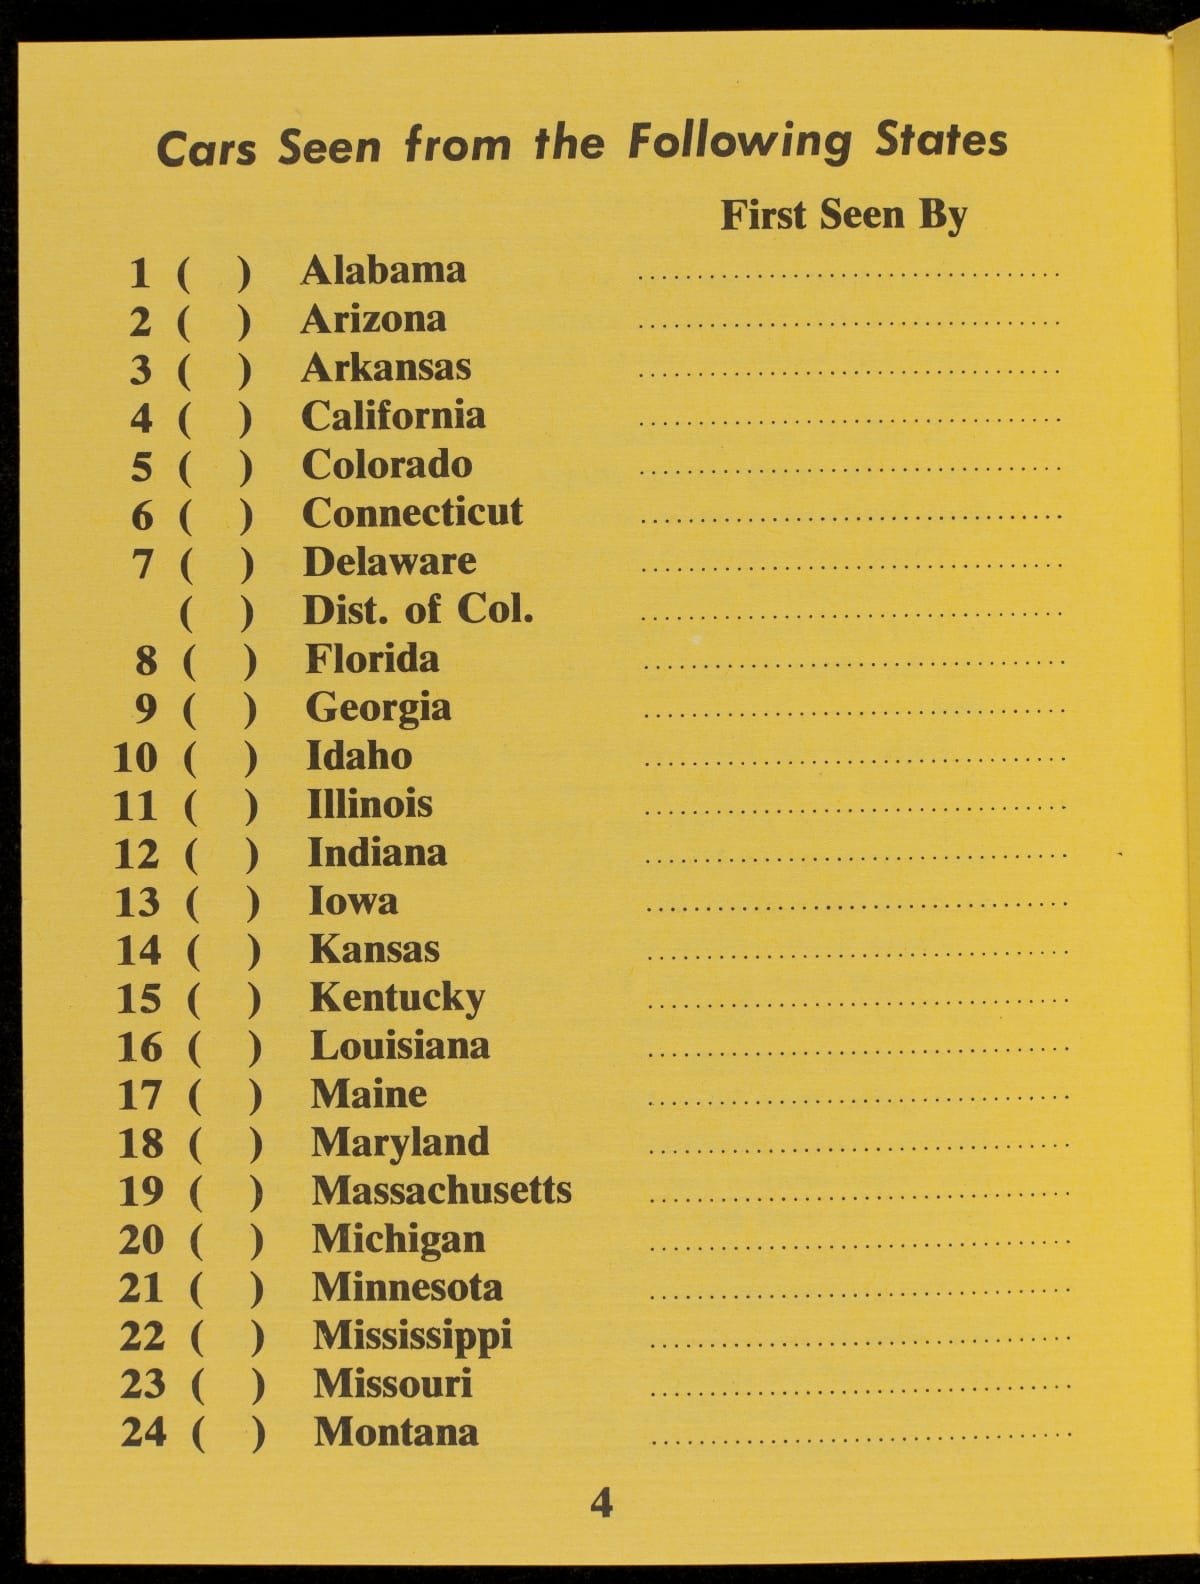 Cars Seen from the Following States
First Seen By
1 ( ) Alabama ....................................
2 ( ) Arizona ....................................
3 ( ) Arkansas ....................................
4 ( ) California ....................................
5 ( ) Colorado ....................................
6 ( ) Connecticut ....................................
7 ( ) Delaware ....................................
( ) Dist. of Col. ....................................
8 ( ) Florida ....................................
9 ( ) Georgia ....................................
10 ( ) Idaho ....................................
11 ( ) Illinois ....................................
12 ( ) Indiana ....................................
13 ( ) Iowa ....................................
14 ( ) Kansas ....................................
15 ( ) Kentucky ....................................
16 ( ) Louisiana ....................................
17 ( ) Maine ....................................
18 ( ) Maryland ....................................
19 ( ) Massachusetts ....................................
20 ( ) Michigan ....................................
21 ( ) Minnesota ....................................
22 ( ) Mississippi ....................................
23 ( ) Missouri ....................................
24 ( ) Montana ....................................
4